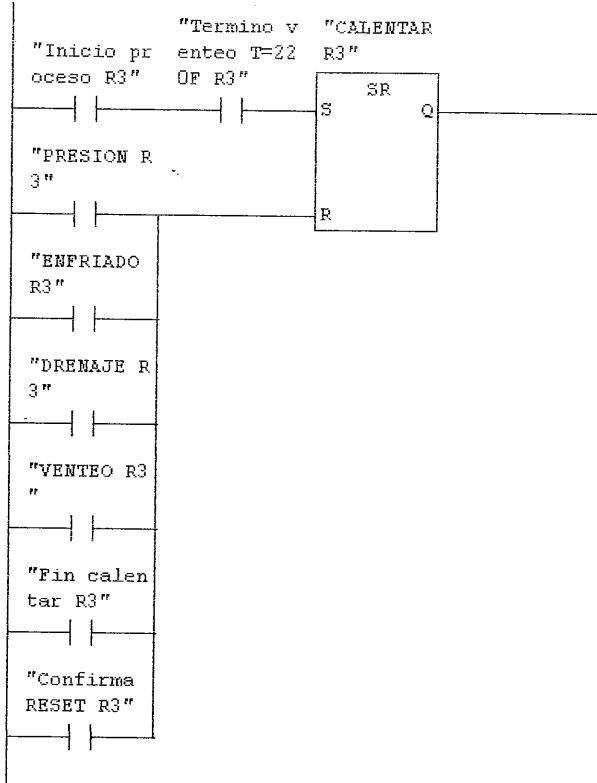 "Inicio pr
oceso R3"
"Termino v
enteo T=22
0F R3"
"CALENTAR
R3"
SR
S
Q
"PRESION R
3"
R
"ENFRIADO
R3"
"DRENAJE R
3"
"VENTEO R3
"
"Fin calen
tar R3"
"Confirma
RESET R3"